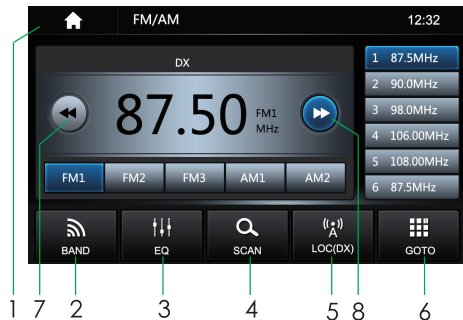 FM/AM 12:32
DX
87.50 FM1 MHz
FM1 FM2 FM3 AM1 AM2
1 87.5MHz
2 90.0MHz
3 98.0MHz
4 106.00MHz
5 108.00MHz
6 87.5MHz
BAND EQ SCAN LOC(DX) GOTO
1 7 2 3 4 5 8 6